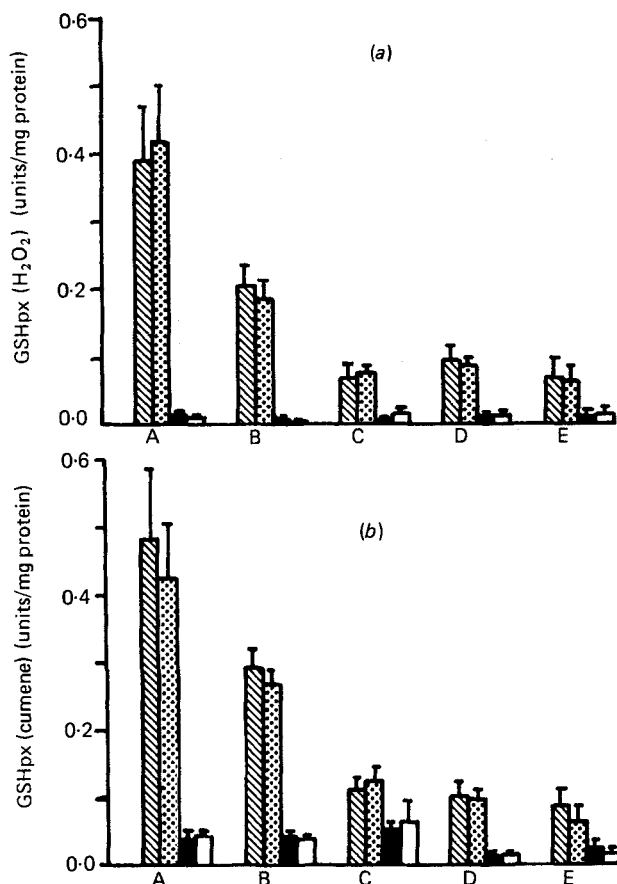 0·6
(a)
GSHpx (H₂O₂) (units/mg protein)
0·4
0·2
0·0
A B C D E
0·6
(b)
GSHpx (cumene) (units/mg protein)
0·4
0·2
0·0
A B C D E